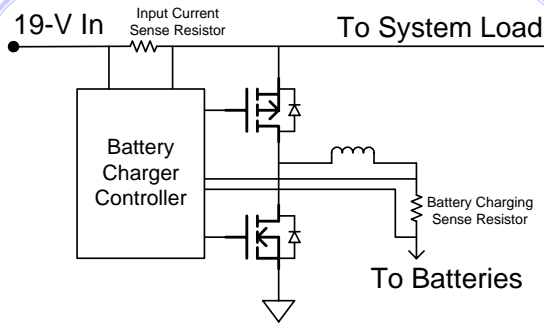 19-V In
Input Current
Sense Resistor
To System Load
Battery
Charger
Controller
Battery Charging
Sense Resistor
To Batteries